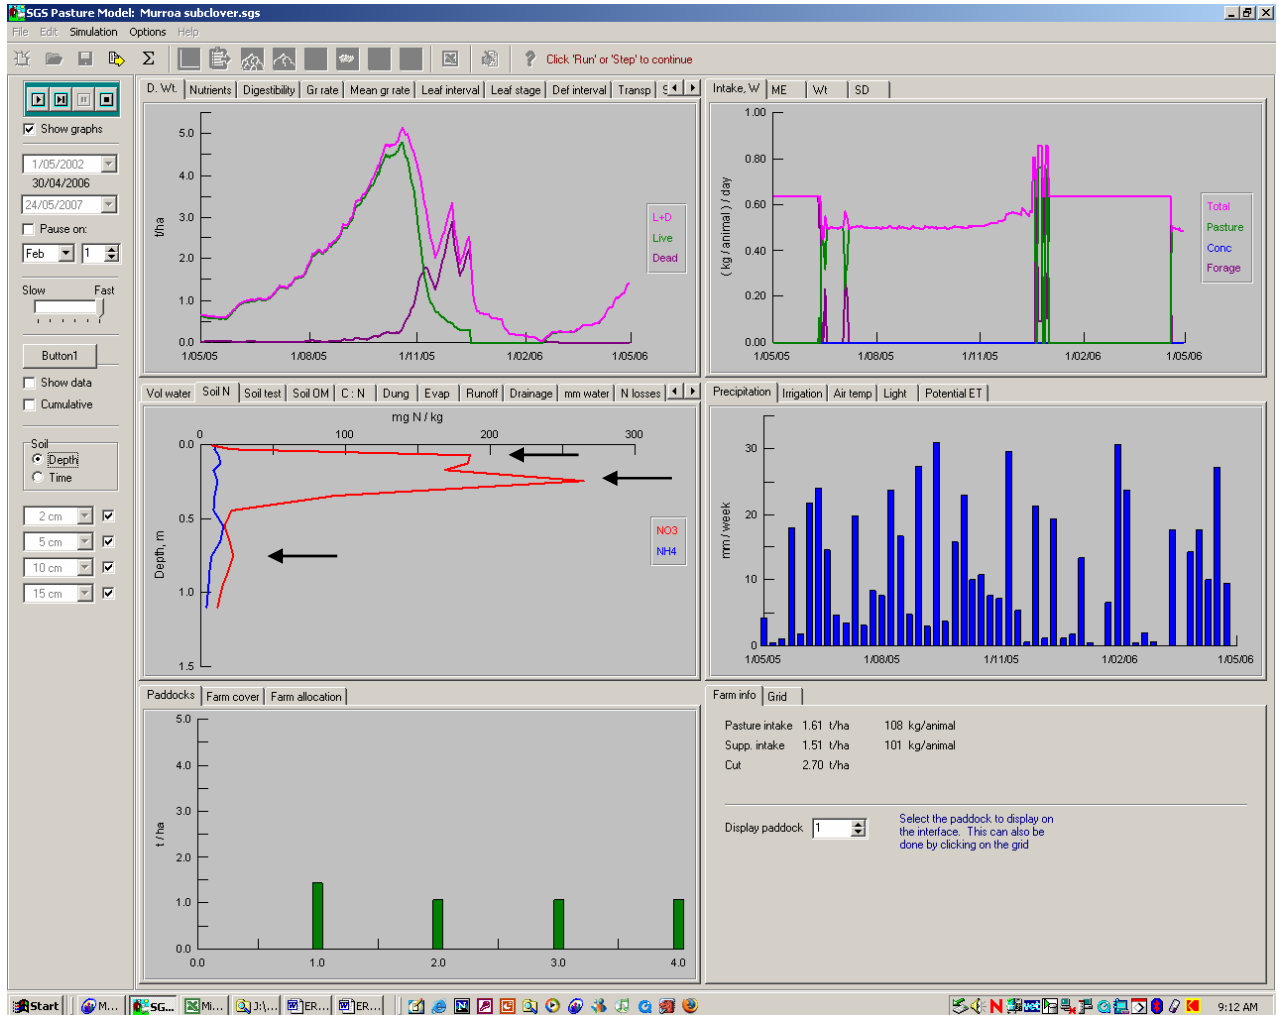 SGS Pasture Model: Murroa subclover.sgs
File Edit Simulation Options Help
Σ ? Click 'Run' or 'Step' to continue
Show graphs
1/05/2002
30/04/2006
24/05/2007
Pause on:
Feb 1
Slow Fast
Button1
Show data
Cumulative
Soil
Depth
Time
2 cm
5 cm
10 cm
15 cm
D. Wt. Nutrients Digestibility Gr rate Mean gr rate Leaf interval Leaf stage Def interval Transp S
5.0
4.0
3.0
2.0
1.0
0.0
t/ha
1/05/05 1/08/05 1/11/05 1/02/06 1/05/06
L+D
Live
Dead
Intake, W ME Wt SD
1.00
0.80
0.60
0.40
0.20
0.00
( kg / animal ) / day
1/05/05 1/08/05 1/11/05 1/02/06 1/05/06
Total
Pasture
Conc
Forage
Vol water Soil N Soil test Soil OM C : N Dung Evap Runoff Drainage mm water N losses
mg N / kg
0 100 200 300
0.0
0.5
1.0
1.5
Depth, m
NO3
NH4
Precipitation Irrigation Air temp Light Potential ET
30
20
10
0
mm / week
1/05/05 1/08/05 1/11/05 1/02/06 1/05/06
Paddocks Farm cover Farm allocation
5.0
4.0
3.0
2.0
1.0
0.0
t / ha
0.0 1.0 2.0 3.0 4.0
Farm info Grid
Pasture intake 1.61 t/ha 108 kg/animal
Supp. intake 1.51 t/ha 101 kg/animal
Cut 2.70 t/ha
Display paddock 1
Select the paddock to display on
the interface. This can also be
done by clicking on the grid
Start M... SG... Mi... J:\... ER... ER... 9:12 AM